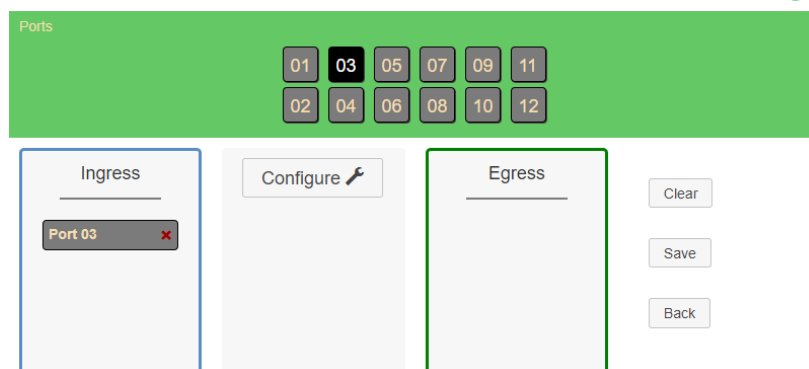 Ports
01 03 05 07 09 11
02 04 06 08 10 12
Ingress
Port 03
Configure
Egress
Clear
Save
Back